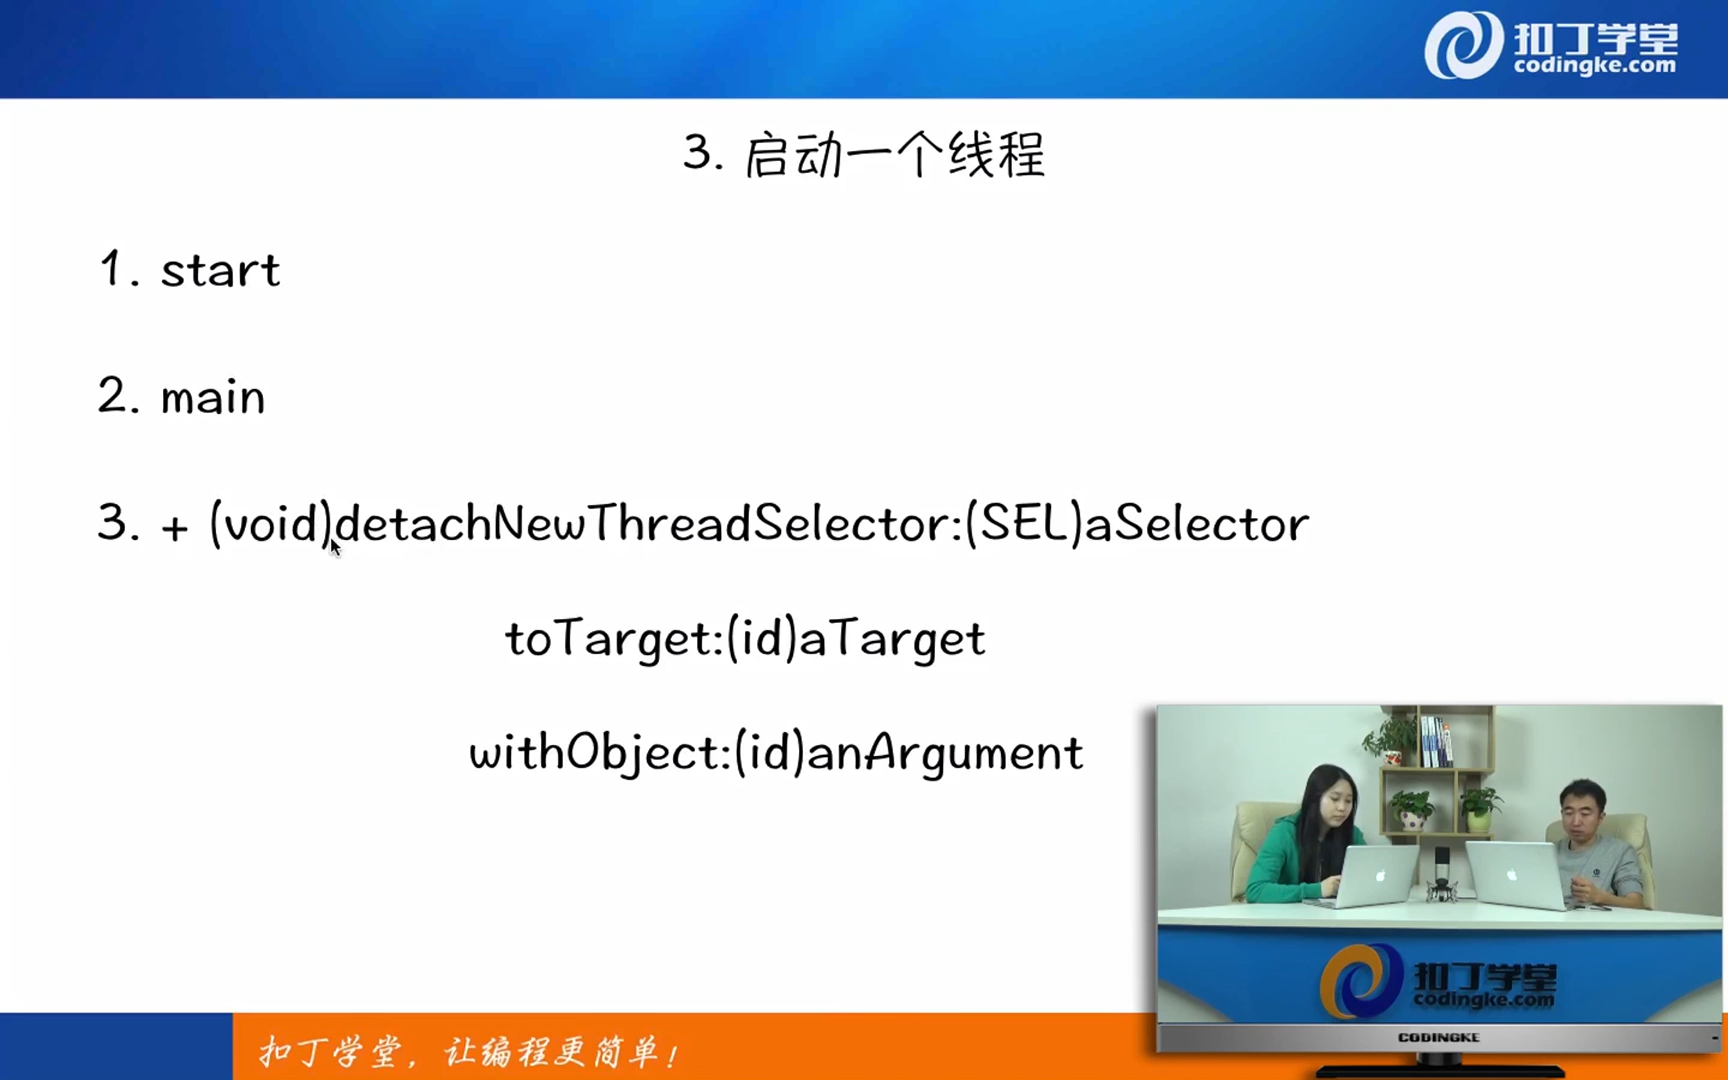 扣丁学堂
codingke.com
3. 启动一个线程
1. start
2. main
3. + (void)detachNewThreadSelector:(SEL)aSelector
toTarget:(id)aTarget
withObject:(id)anArgument
扣丁学堂
codingke.com
CODINGKE
扣丁学堂，让编程更简单！